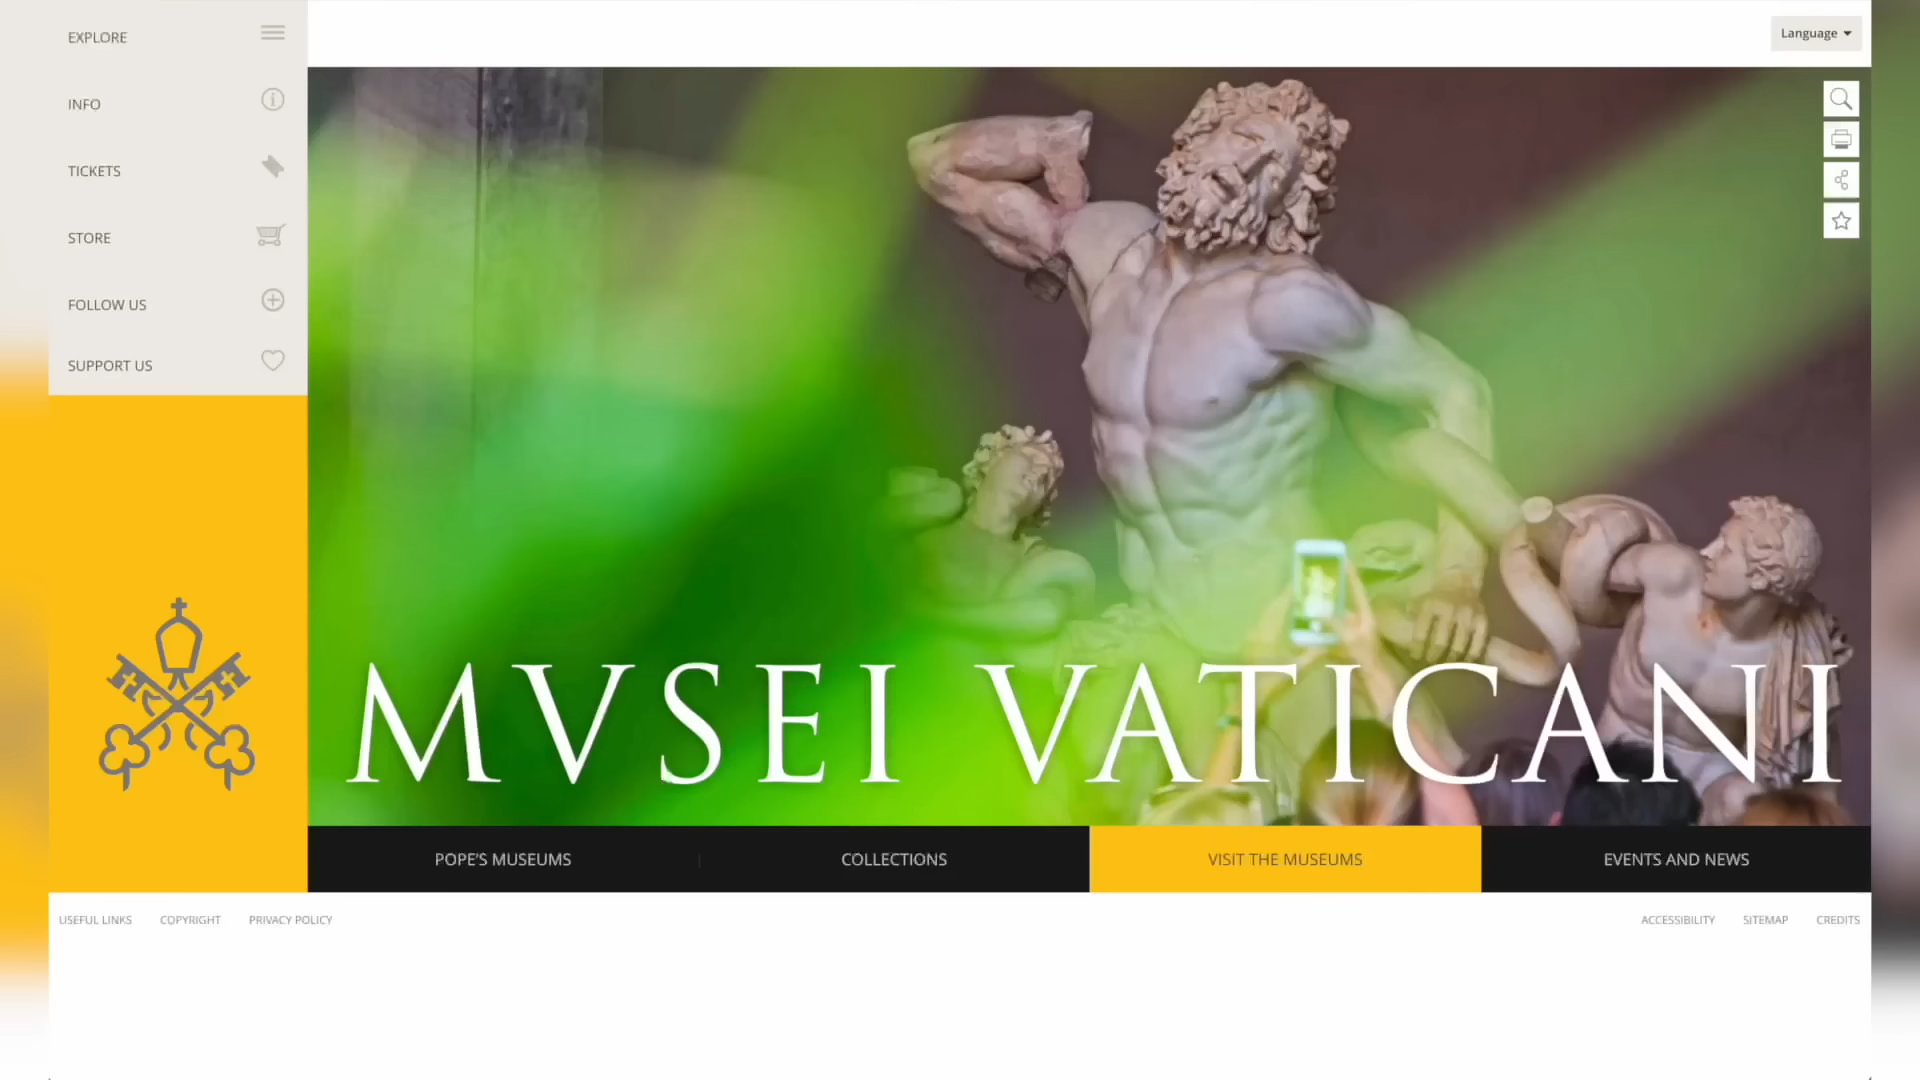 EXPLORE
INFO
TICKETS
STORE
FOLLOW US
SUPPORT US
Language
MVSEI VATICANI
POPE'S MUSEUMS
COLLECTIONS
VISIT THE MUSEUMS
EVENTS AND NEWS
USEFUL LINKS
COPYRIGHT
PRIVACY POLICY
ACCESSIBILITY
SITEMAP
CREDITS